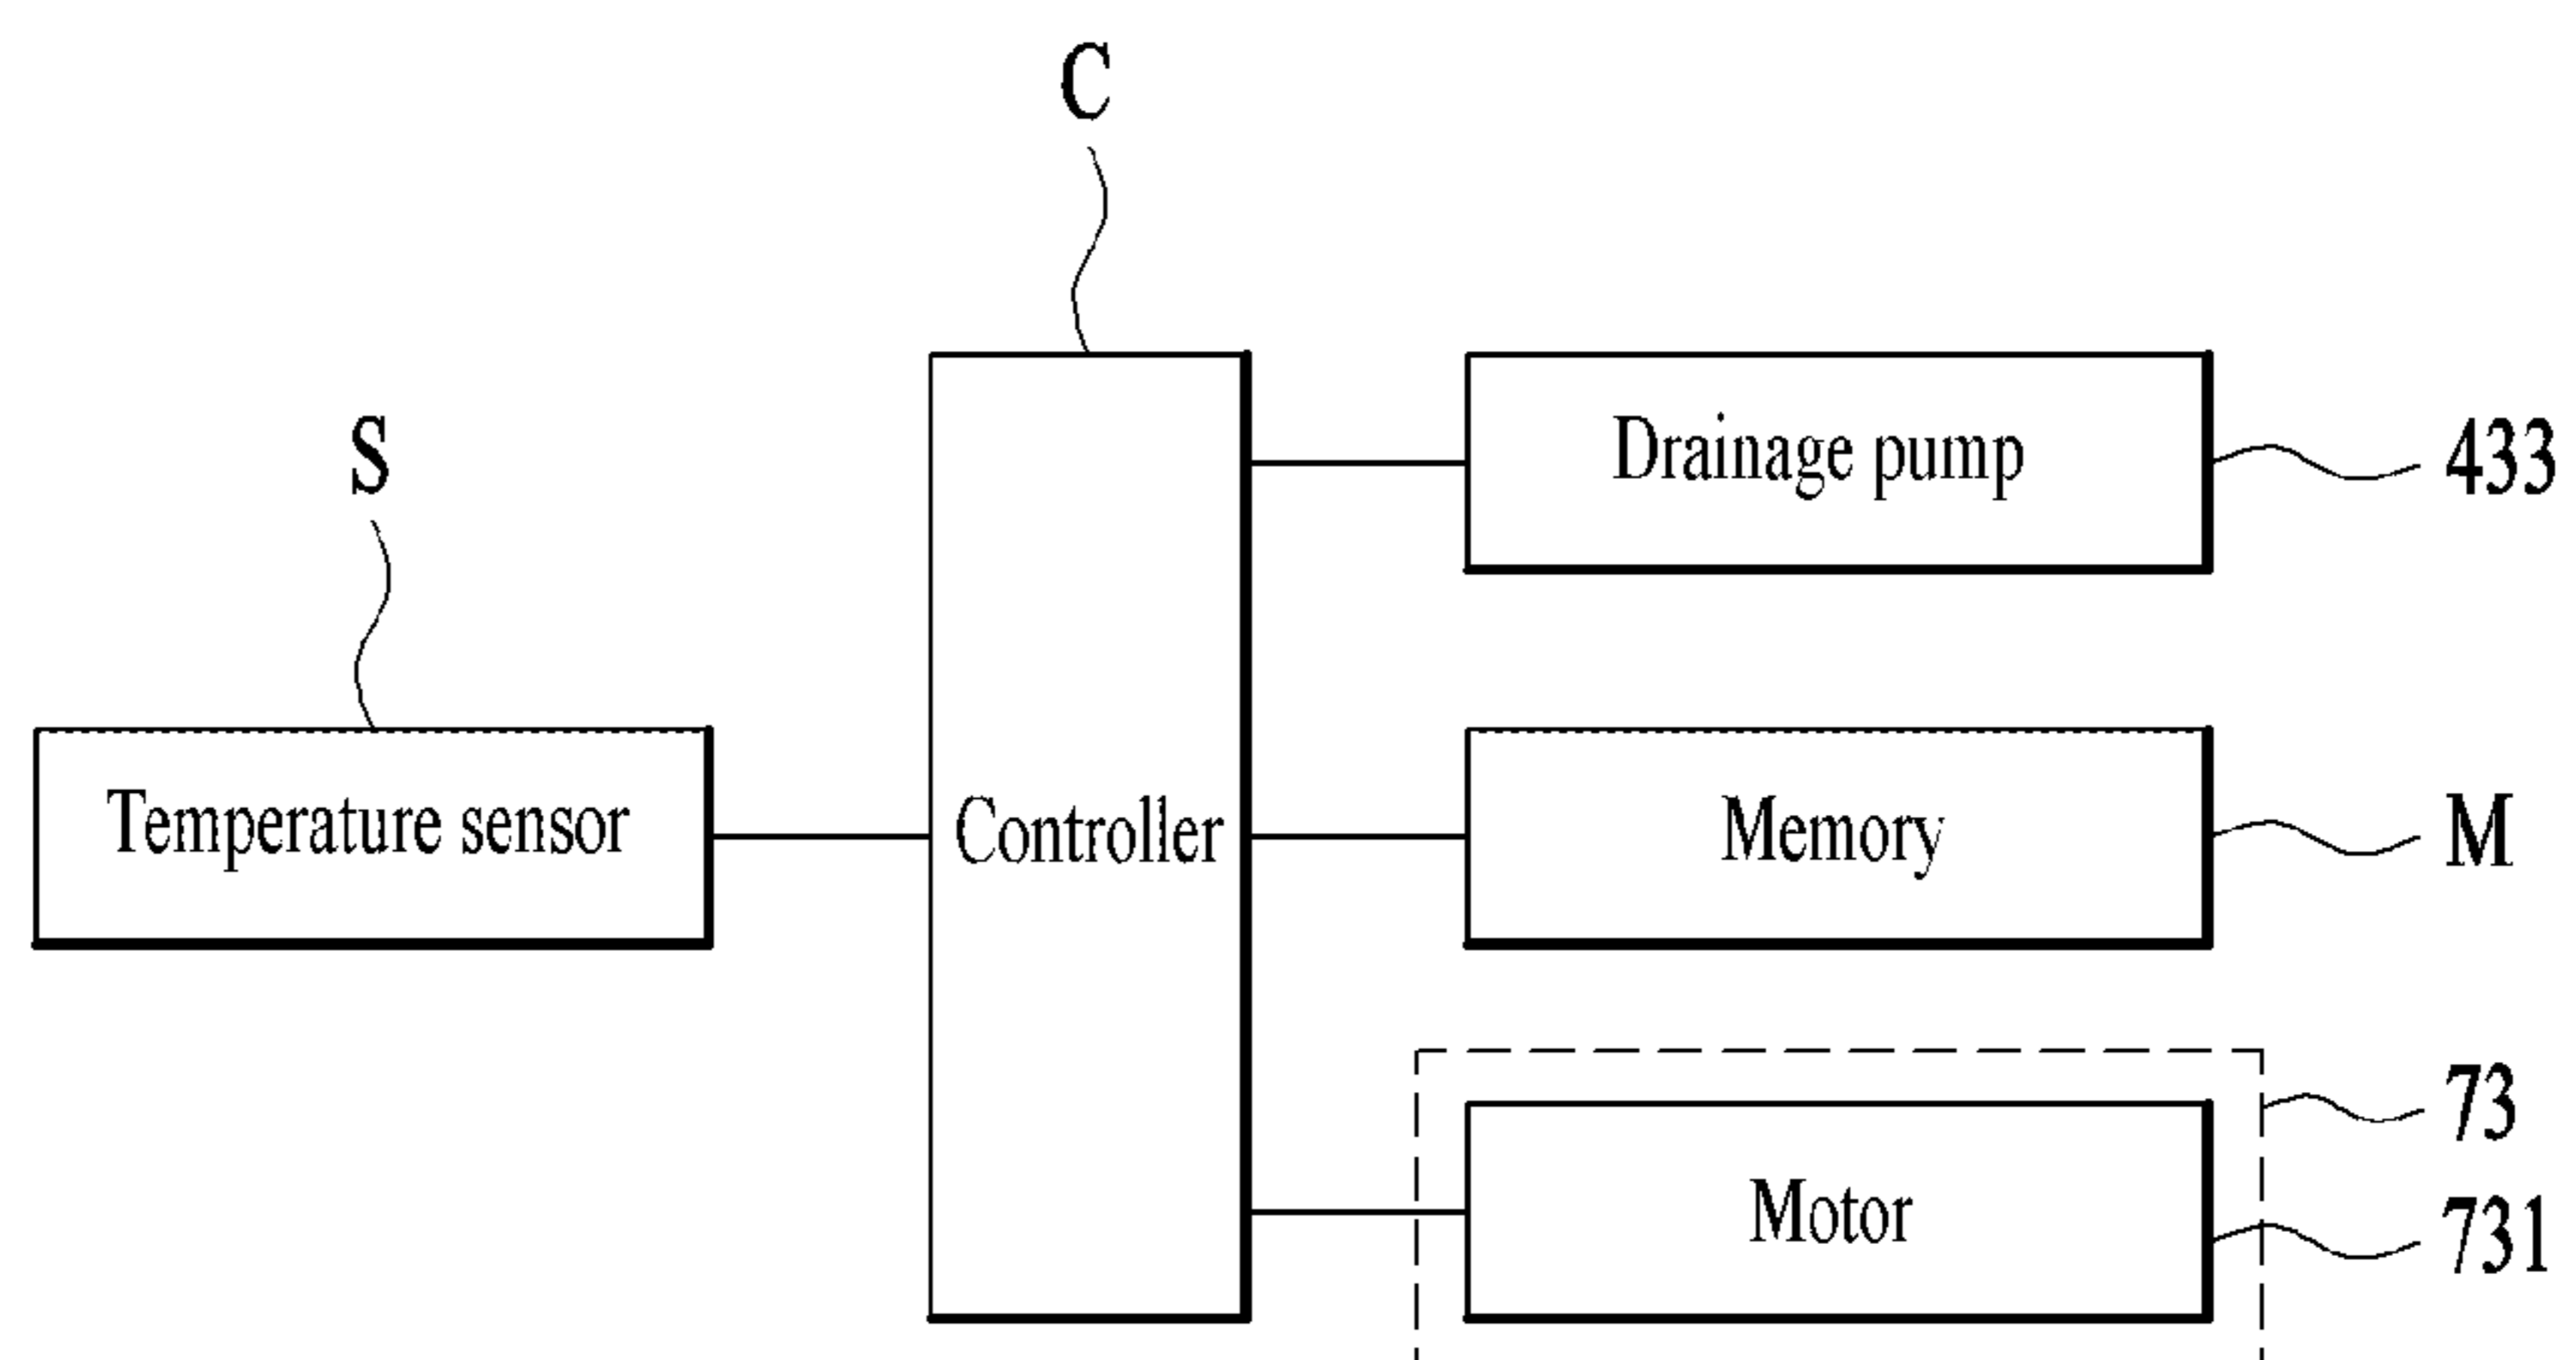 C
S
Drainage pump
433
Temperature sensor
Controller
Memory
M
73
Motor
731